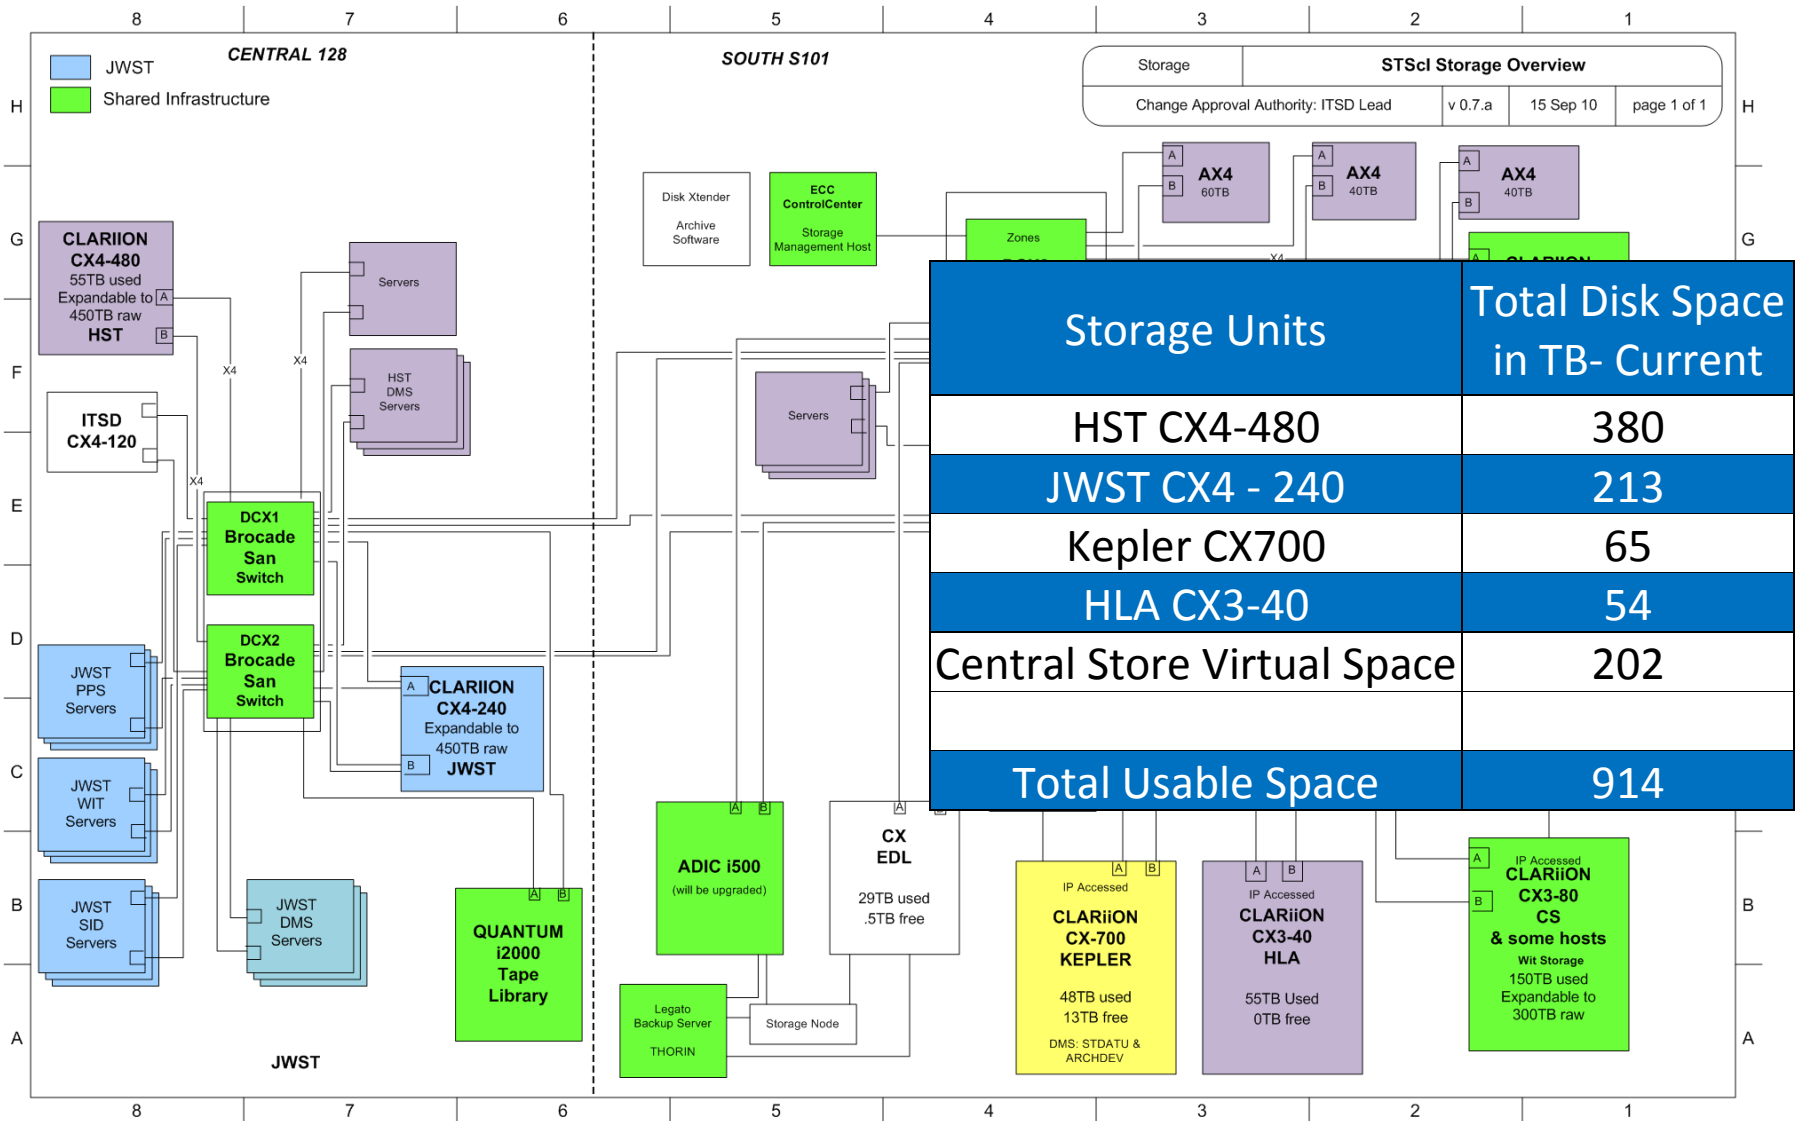 8 7 6 5 4 3 2 1
CENTRAL 128
SOUTH S101
JWST
Shared Infrastructure
Storage
STScI Storage Overview
Change Approval Authority: ITSD Lead
v 0.7.a
15 Sep 10
page 1 of 1
H
H
A
B
AX4
60TB
A
B
AX4
40TB
A
B
AX4
40TB
Disk Xtender
Archive
Software
ECC
ControlCenter
Storage
Management Host
Zones
G
G
X4
A
CLARIION
CX4-480
55TB used
Expandable to
450TB raw
HST
A
B
Servers
X4
X4
F
HST
DMS
Servers
Servers
ITSD
CX4-120
X4
E
DCX1
Brocade
San
Switch
D
DCX2
Brocade
San
Switch
JWST
PPS
Servers
A
B
CLARIION
CX4-240
Expandable to
450TB raw
JWST
C
JWST
WIT
Servers
Storage Units
Total Disk Space
in TB- Current
HST CX4-480
380
JWST CX4 - 240
213
Kepler CX700
65
HLA CX3-40
54
Central Store Virtual Space
202
Total Usable Space
914
B
B
JWST
SID
Servers
JWST
DMS
Servers
A B
QUANTUM
i2000
Tape
Library
A B
ADIC i500
(will be upgraded)
A
CX
EDL
29TB used
.5TB free
A B
IP Accessed
CLARiiON
CX-700
KEPLER
48TB used
13TB free
DMS: STDATU &
ARCHDEV
A B
IP Accessed
CLARiiON
CX3-40
HLA
55TB Used
0TB free
A
B
IP Accessed
CLARiiON
CX3-80
CS
& some hosts
Wit Storage
150TB used
Expandable to
300TB raw
A
A
Legato
Backup Server
THORIN
Storage Node
JWST
8 7 6 5 4 3 2 1